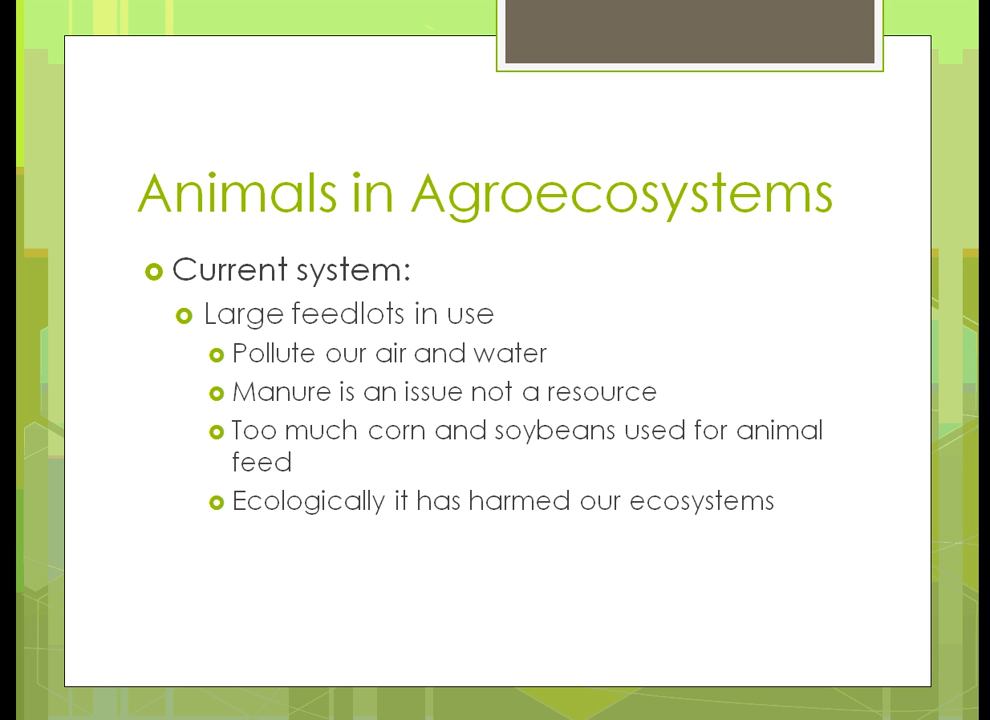 Animals in Agroecosystems
Current system:
Large feedlots in use
Pollute our air and water
Manure is an issue not a resource
Too much corn and soybeans used for animal
feed
Ecologically it has harmed our ecosystems